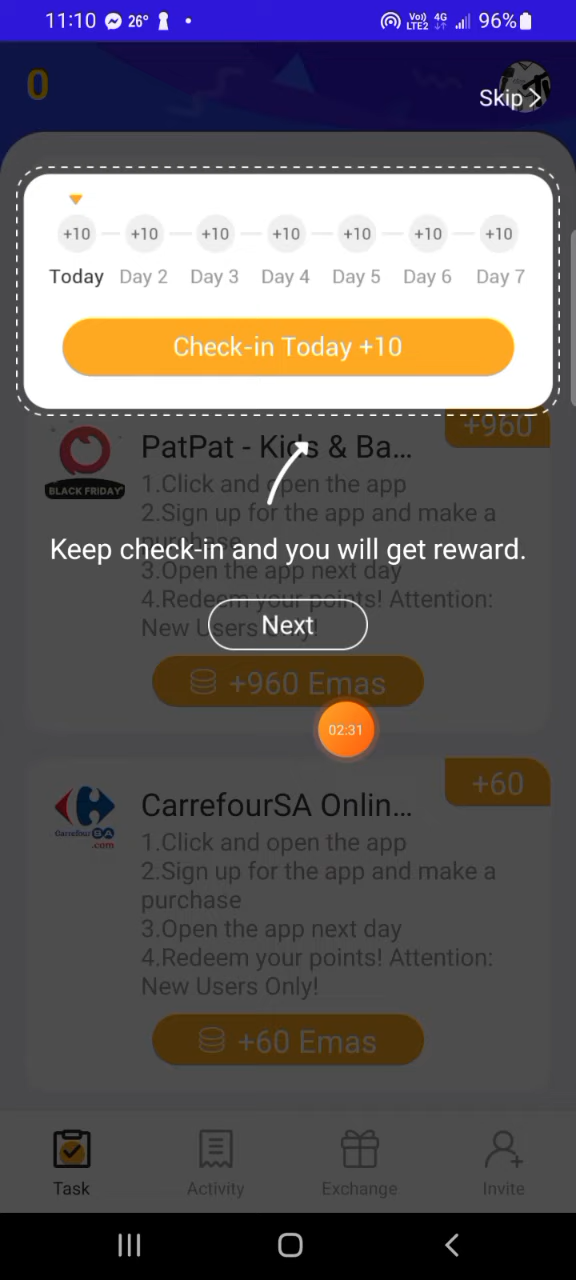 11:10 26° Vo)) LTE2 4G 96%
0
Skip
+10 +10 +10 +10 +10 +10 +10
Today Day 2 Day 3 Day 4 Day 5 Day 6 Day 7
Check-in Today +10
+960
PatPat - Kids & Ba...
BLACK FRIDAY
1.Click and open the app
2.Sign up for the app and make a
purchase
Keep check-in and you will get reward.
3.Open the app next day
4.Redeem your points! Attention:
New Users Only!
Next
+960 Emas
02:31
+60
CarrefourSA Onlin...
CarrefourSA
.com
1.Click and open the app
2.Sign up for the app and make a
purchase
3.Open the app next day
4.Redeem your points! Attention:
New Users Only!
+60 Emas
Task Activity Exchange Invite